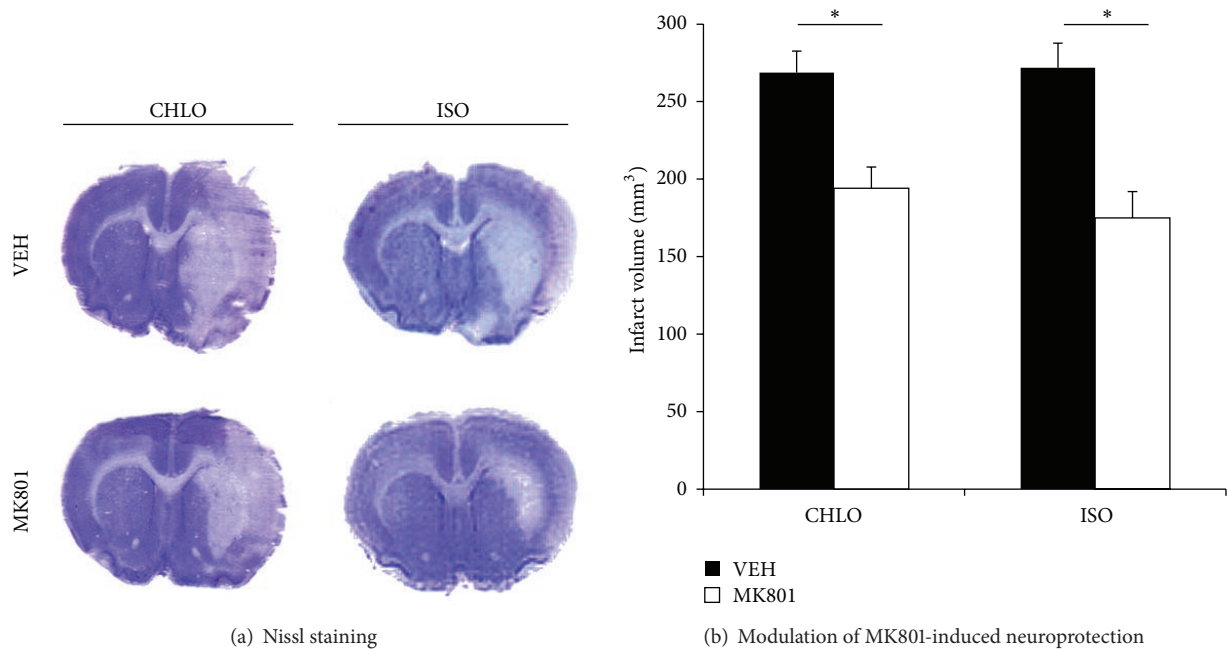 CHLO
ISO
VEH
MK801
(a) Nissl staining
300
250
200
150
100
50
0
Infarct volume (mm³)
*
*
CHLO
ISO
VEH
MK801
(b) Modulation of MK801-induced neuroprotection